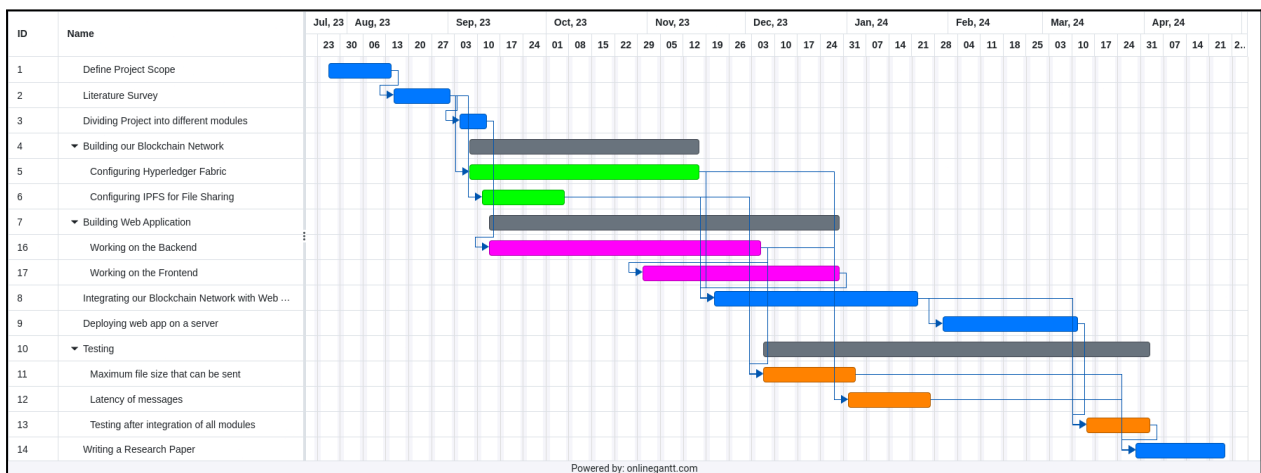 ID Name Jul, 23 Aug, 23 Sep, 23 Oct, 23 Nov, 23 Dec, 23 Jan, 24 Feb, 24 Mar, 24 Apr, 24
23 30 06 13 20 27 03 10 17 24 01 08 15 22 29 05 12 19 26 03 10 17 24 31 07 14 21 28 04 11 18 25 03 10 17 24 31 07 14 21 2...
1 Define Project Scope
2 Literature Survey
3 Dividing Project into different modules
4 Building our Blockchain Network
5 Configuring Hyperledger Fabric
6 Configuring IPFS for File Sharing
7 Building Web Application
16 Working on the Backend
17 Working on the Frontend
8 Integrating our Blockchain Network with Web ...
9 Deploying web app on a server
10 Testing
11 Maximum file size that can be sent
12 Latency of messages
13 Testing after integration of all modules
14 Writing a Research Paper
Powered by: onlinegantt.com